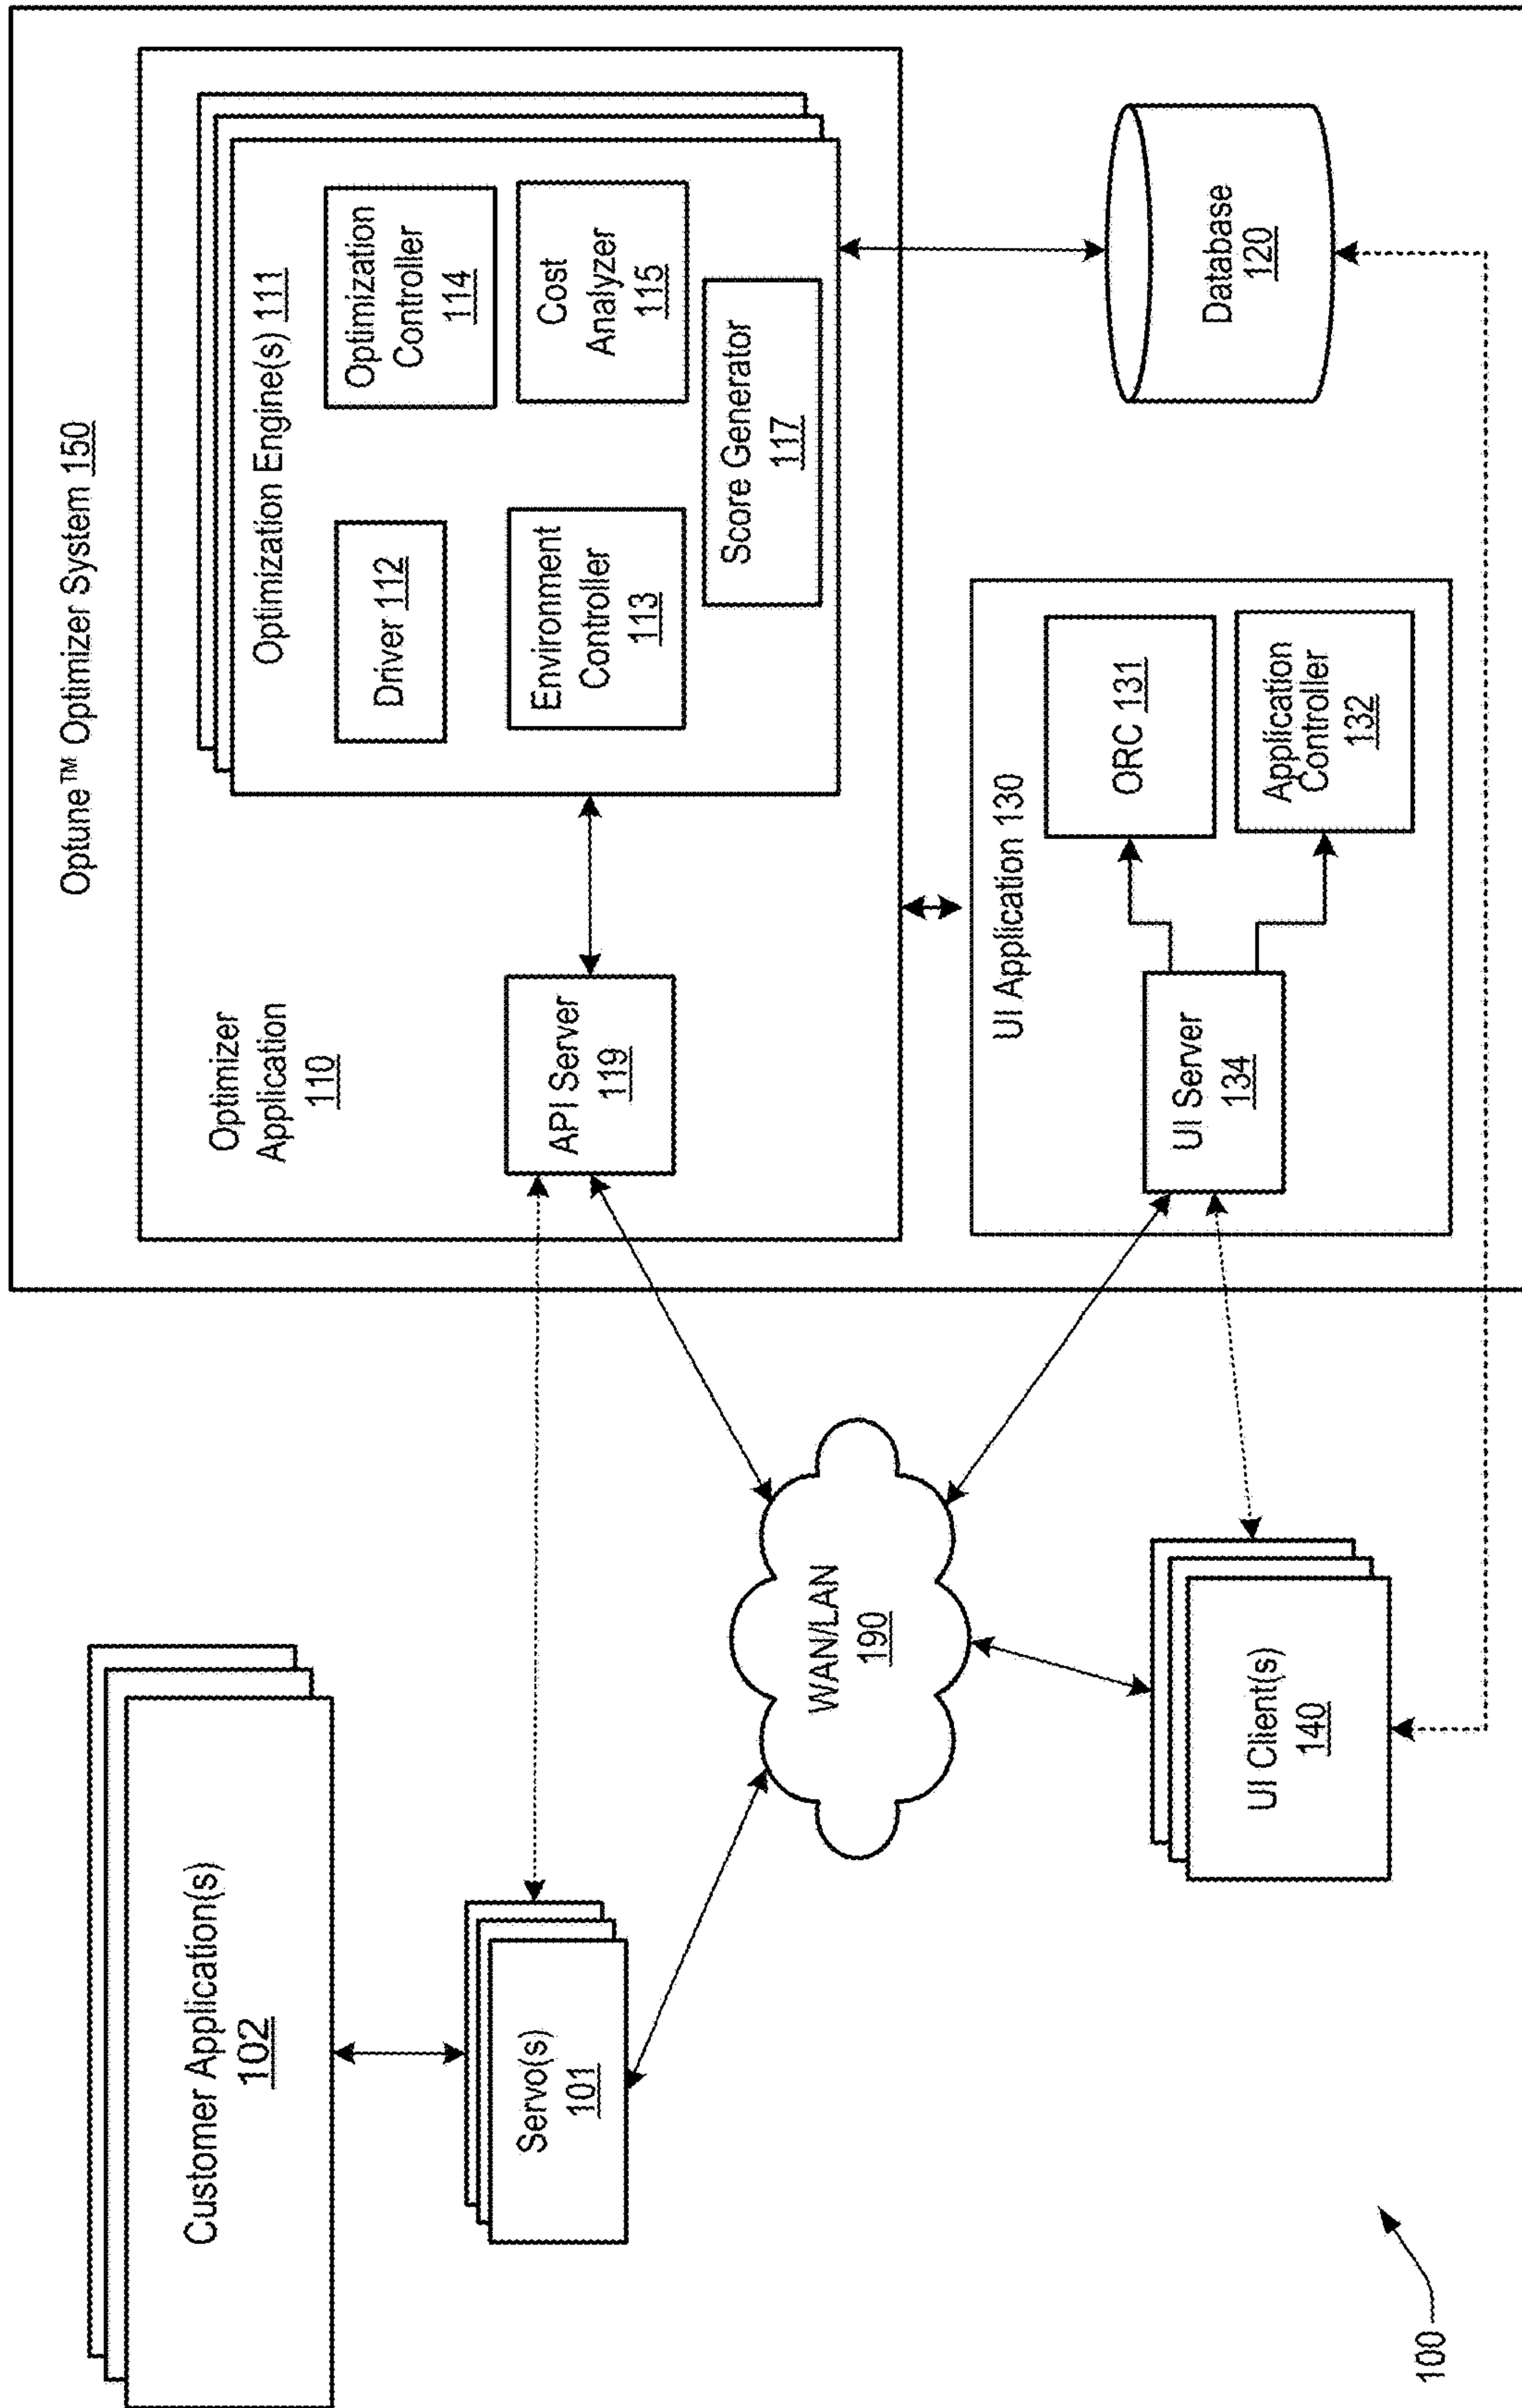 Optune™ Optimizer System 150
Optimizer
Application
110
Optimization Engine(s) 111
Driver 112
Optimization
Controller
114
Environment
Controller
113
Cost
Analyzer
115
Score Generator
117
API Server
119
Customer Application(s)
102
Servo(s)
101
WAN/LAN
190
UI Application 130
ORC 131
UI Server
134
Application
Controller
132
Database
120
UI Client(s)
140
100